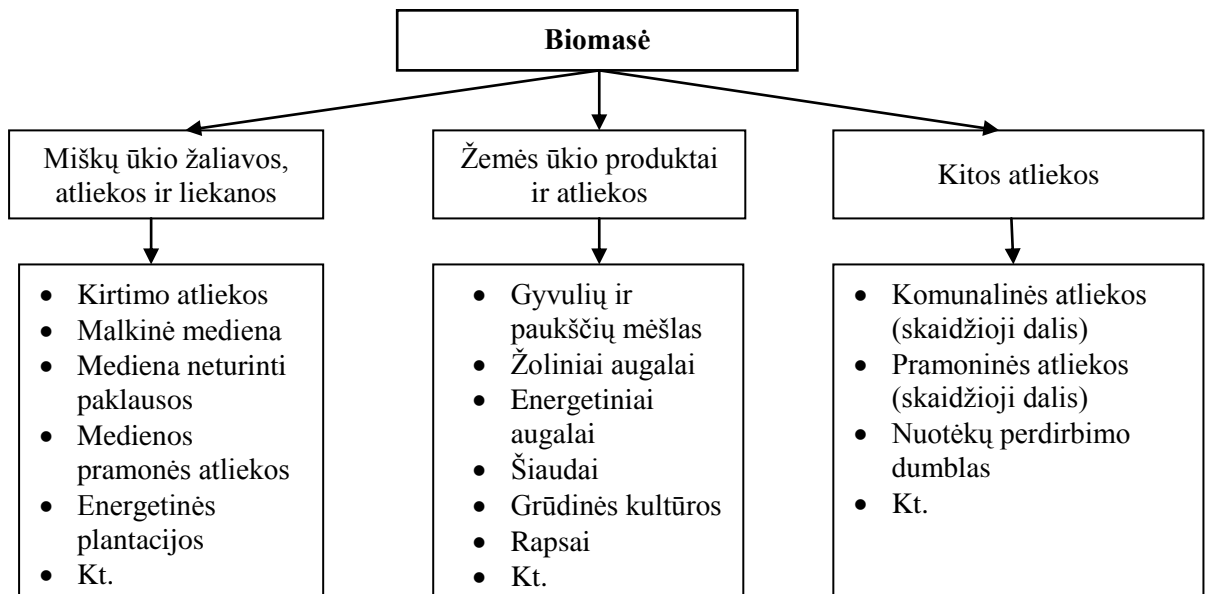 Biomasė
Miškų ūkio žaliavos,
atliekos ir liekanos
Žemės ūkio produktai
ir atliekos
Kitos atliekos
• Kirtimo atliekos
• Malkinė mediena
• Mediena neturinti
paklausos
• Medienos
pramonės atliekos
• Energetinės
plantacijos
• Kt.
• Gyvulių ir
paukščių mėšlas
• Žoliniai augalai
• Energetiniai
augalai
• Šiaudai
• Grūdinės kultūros
• Rapsai
• Kt.
• Komunalinės atliekos
(skaidžioji dalis)
• Pramoninės atliekos
(skaidžioji dalis)
• Nuotėkų perdirbimo
dumblas
• Kt.